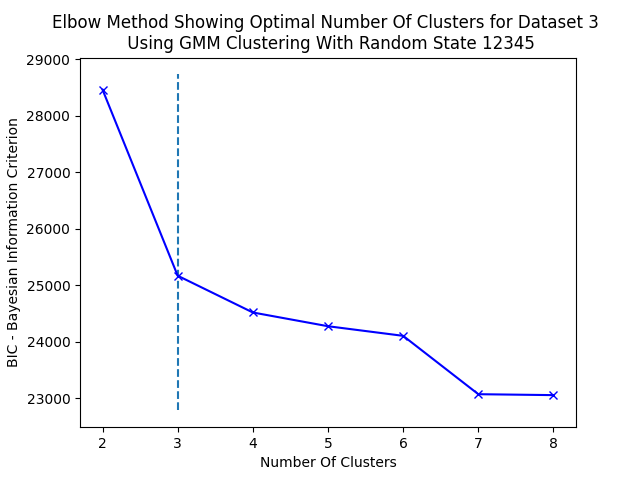 Elbow Method Showing Optimal Number Of Clusters for Dataset 3
Using GMM Clustering With Random State 12345
BIC - Bayesian Information Criterion
29000
28000
27000
26000
25000
24000
23000
2 3 4 5 6 7 8
Number Of Clusters